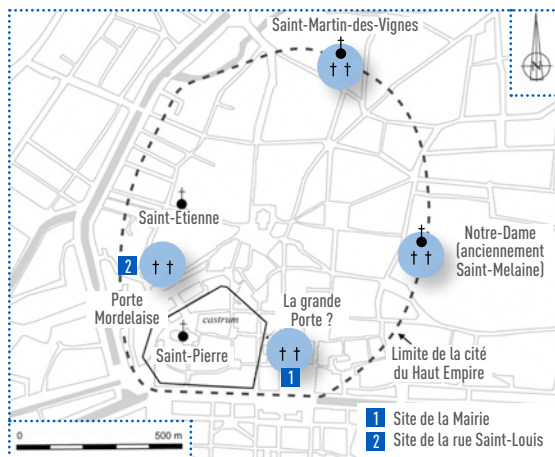 Saint-Martin-des-Vignes
N
Saint-Etienne
Notre-Dame
(anciennement
Saint-Melaine)
2
Porte
Mordelaise
La grande
Porte ?
castrum
Saint-Pierre
1
Limite de la cité
du Haut Empire
1 Site de la Mairie
2 Site de la rue Saint-Louis
0 500 m